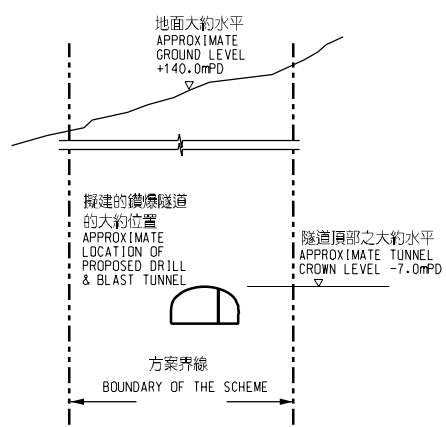 地面大約水平
APPROXIMATE
GROUND LEVEL
+140.0mPD
擬建的鑽爆隧道
的大約位置
APPROXIMATE
LOCATION OF
PROPOSED DRILL
& BLAST TUNNEL
隧道頂部之大約水平
APPROXIMATE TUNNEL
CROWN LEVEL -7.0mPD
方案界線
BOUNDARY OF THE SCHEME